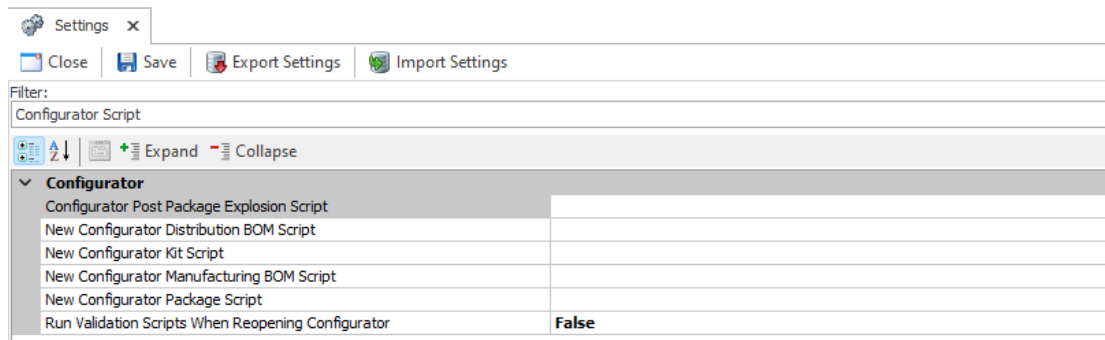 Settings x
Close Save Export Settings Import Settings
Filter:
Configurator Script
Expand Collapse
Configurator
Configurator Post Package Explosion Script
New Configurator Distribution BOM Script
New Configurator Kit Script
New Configurator Manufacturing BOM Script
New Configurator Package Script
Run Validation Scripts When Reopening Configurator False